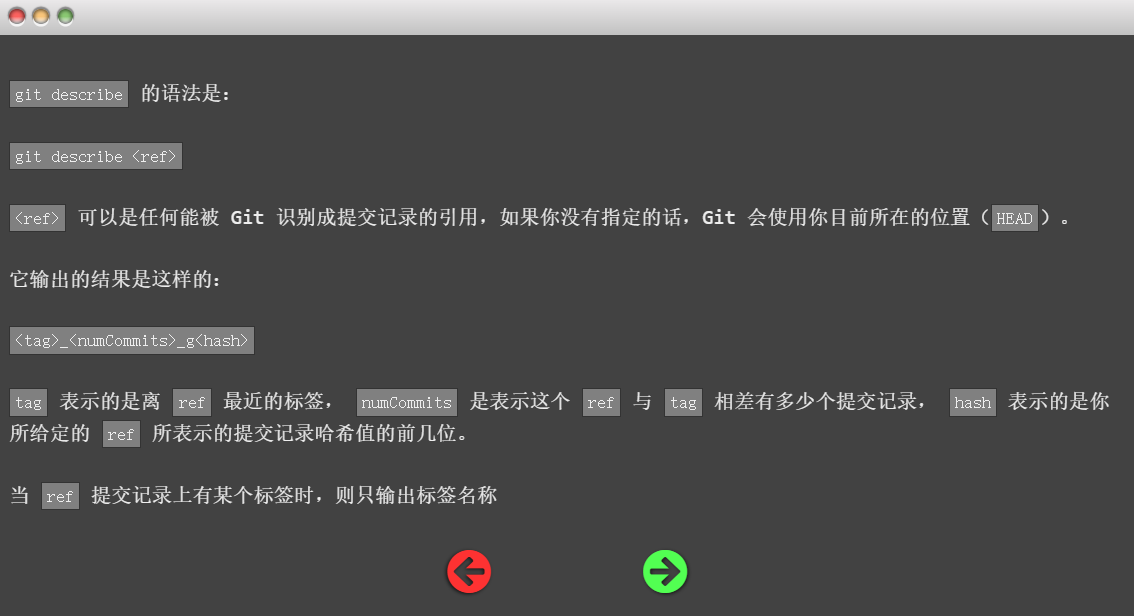 git describe 的语法是：
git describe <ref>
<ref> 可以是任何能被 Git 识别成提交记录的引用，如果你没有指定的话，Git 会使用你目前所在的位置（HEAD）。
它输出的结果是这样的：
<tag>_<numCommits>_g<hash>
tag 表示的是离 ref 最近的标签， numCommits 是表示这个 ref 与 tag 相差有多少个提交记录， hash 表示的是你
所给定的 ref 所表示的提交记录哈希值的前几位。
当 ref 提交记录上有某个标签时，则只输出标签名称